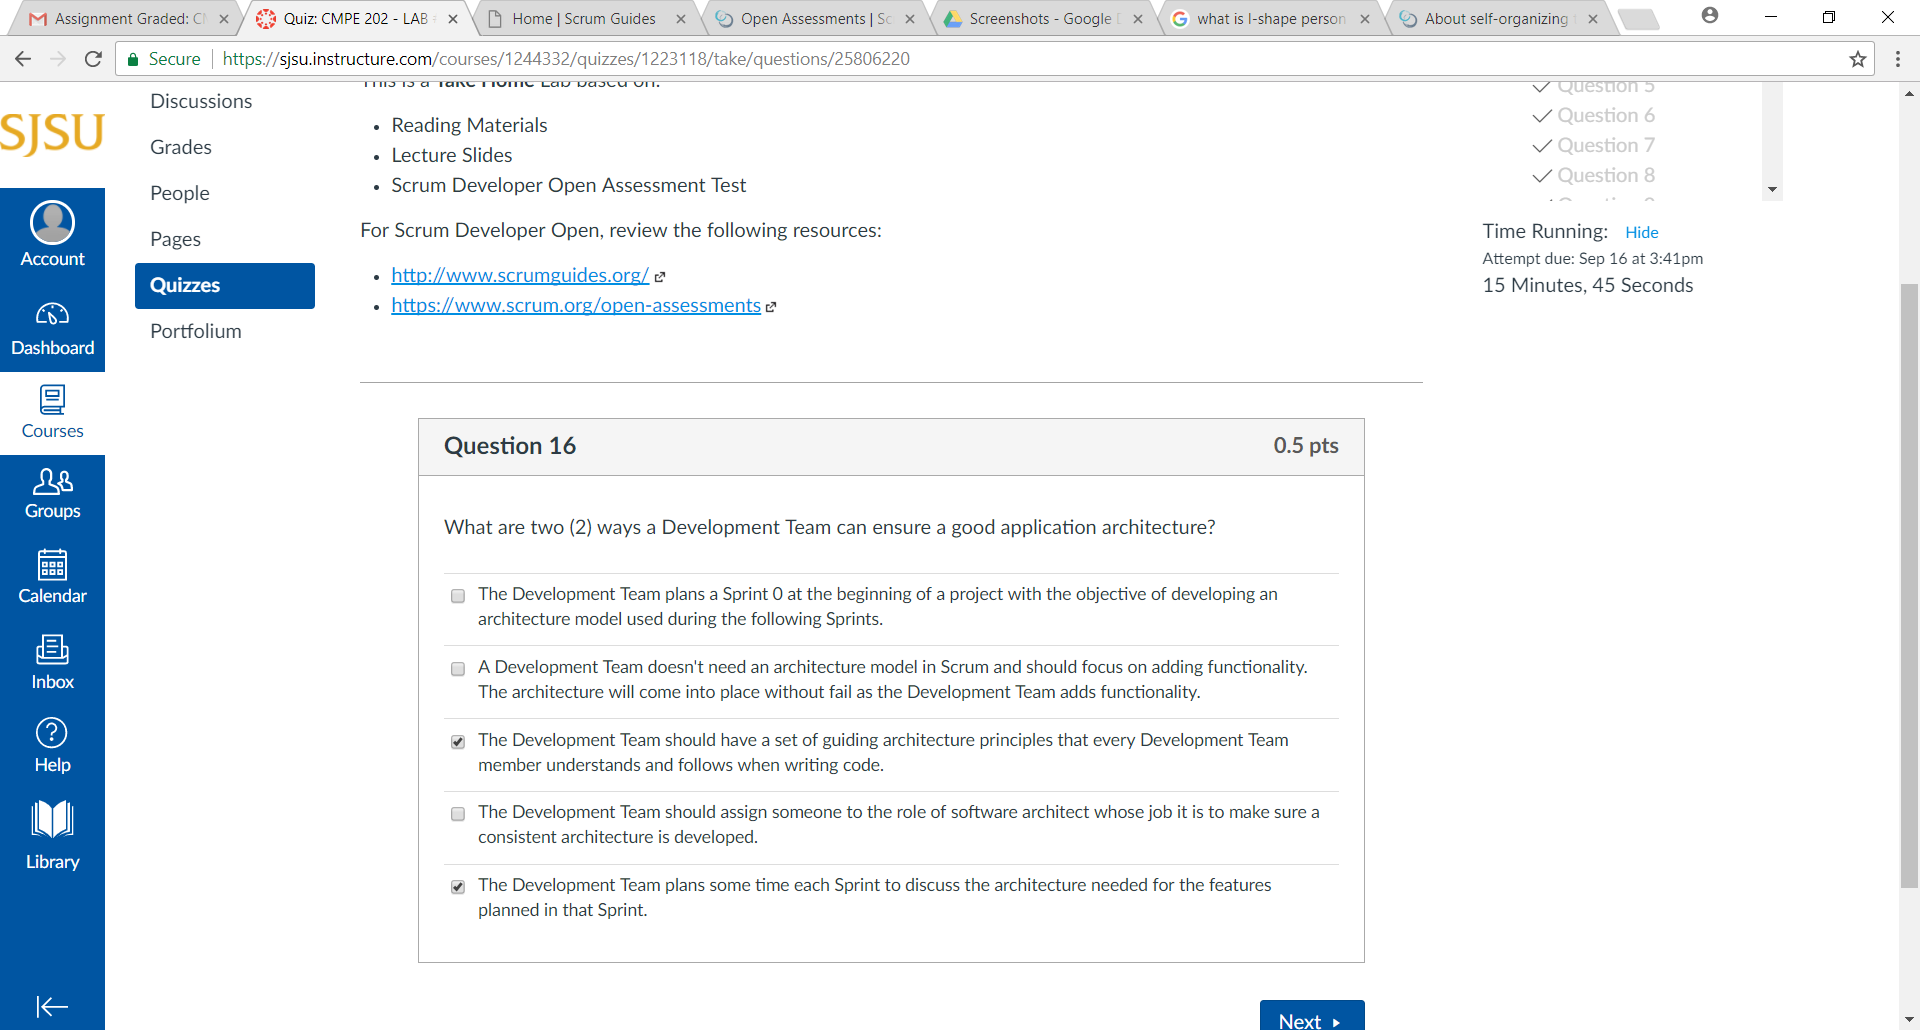 Assignment Graded: C
Quiz: CMPE 202 - LAB
Home | Scrum Guides
Open Assessments | Sc
Screenshots - Google
what is I-shape person
About self-organizing
Secure
https://sjsu.instructure.com/courses/1244332/quizzes/1223118/take/questions/25806220
SJSU
Account
Dashboard
Courses
Groups
Calendar
Inbox
Help
Library
Discussions
Grades
People
Pages
Quizzes
Portfolium
This is a Take Home Lab based on:
Reading Materials
Lecture Slides
Scrum Developer Open Assessment Test
For Scrum Developer Open, review the following resources:
http://www.scrumguides.org/
https://www.scrum.org/open-assessments
Question 5
Question 6
Question 7
Question 8
Time Running: Hide
Attempt due: Sep 16 at 3:41pm
15 Minutes, 45 Seconds
Question 16 0.5 pts
What are two (2) ways a Development Team can ensure a good application architecture?
The Development Team plans a Sprint 0 at the beginning of a project with the objective of developing an
architecture model used during the following Sprints.
A Development Team doesn't need an architecture model in Scrum and should focus on adding functionality.
The architecture will come into place without fail as the Development Team adds functionality.
The Development Team should have a set of guiding architecture principles that every Development Team
member understands and follows when writing code.
The Development Team should assign someone to the role of software architect whose job it is to make sure a
consistent architecture is developed.
The Development Team plans some time each Sprint to discuss the architecture needed for the features
planned in that Sprint.
Next